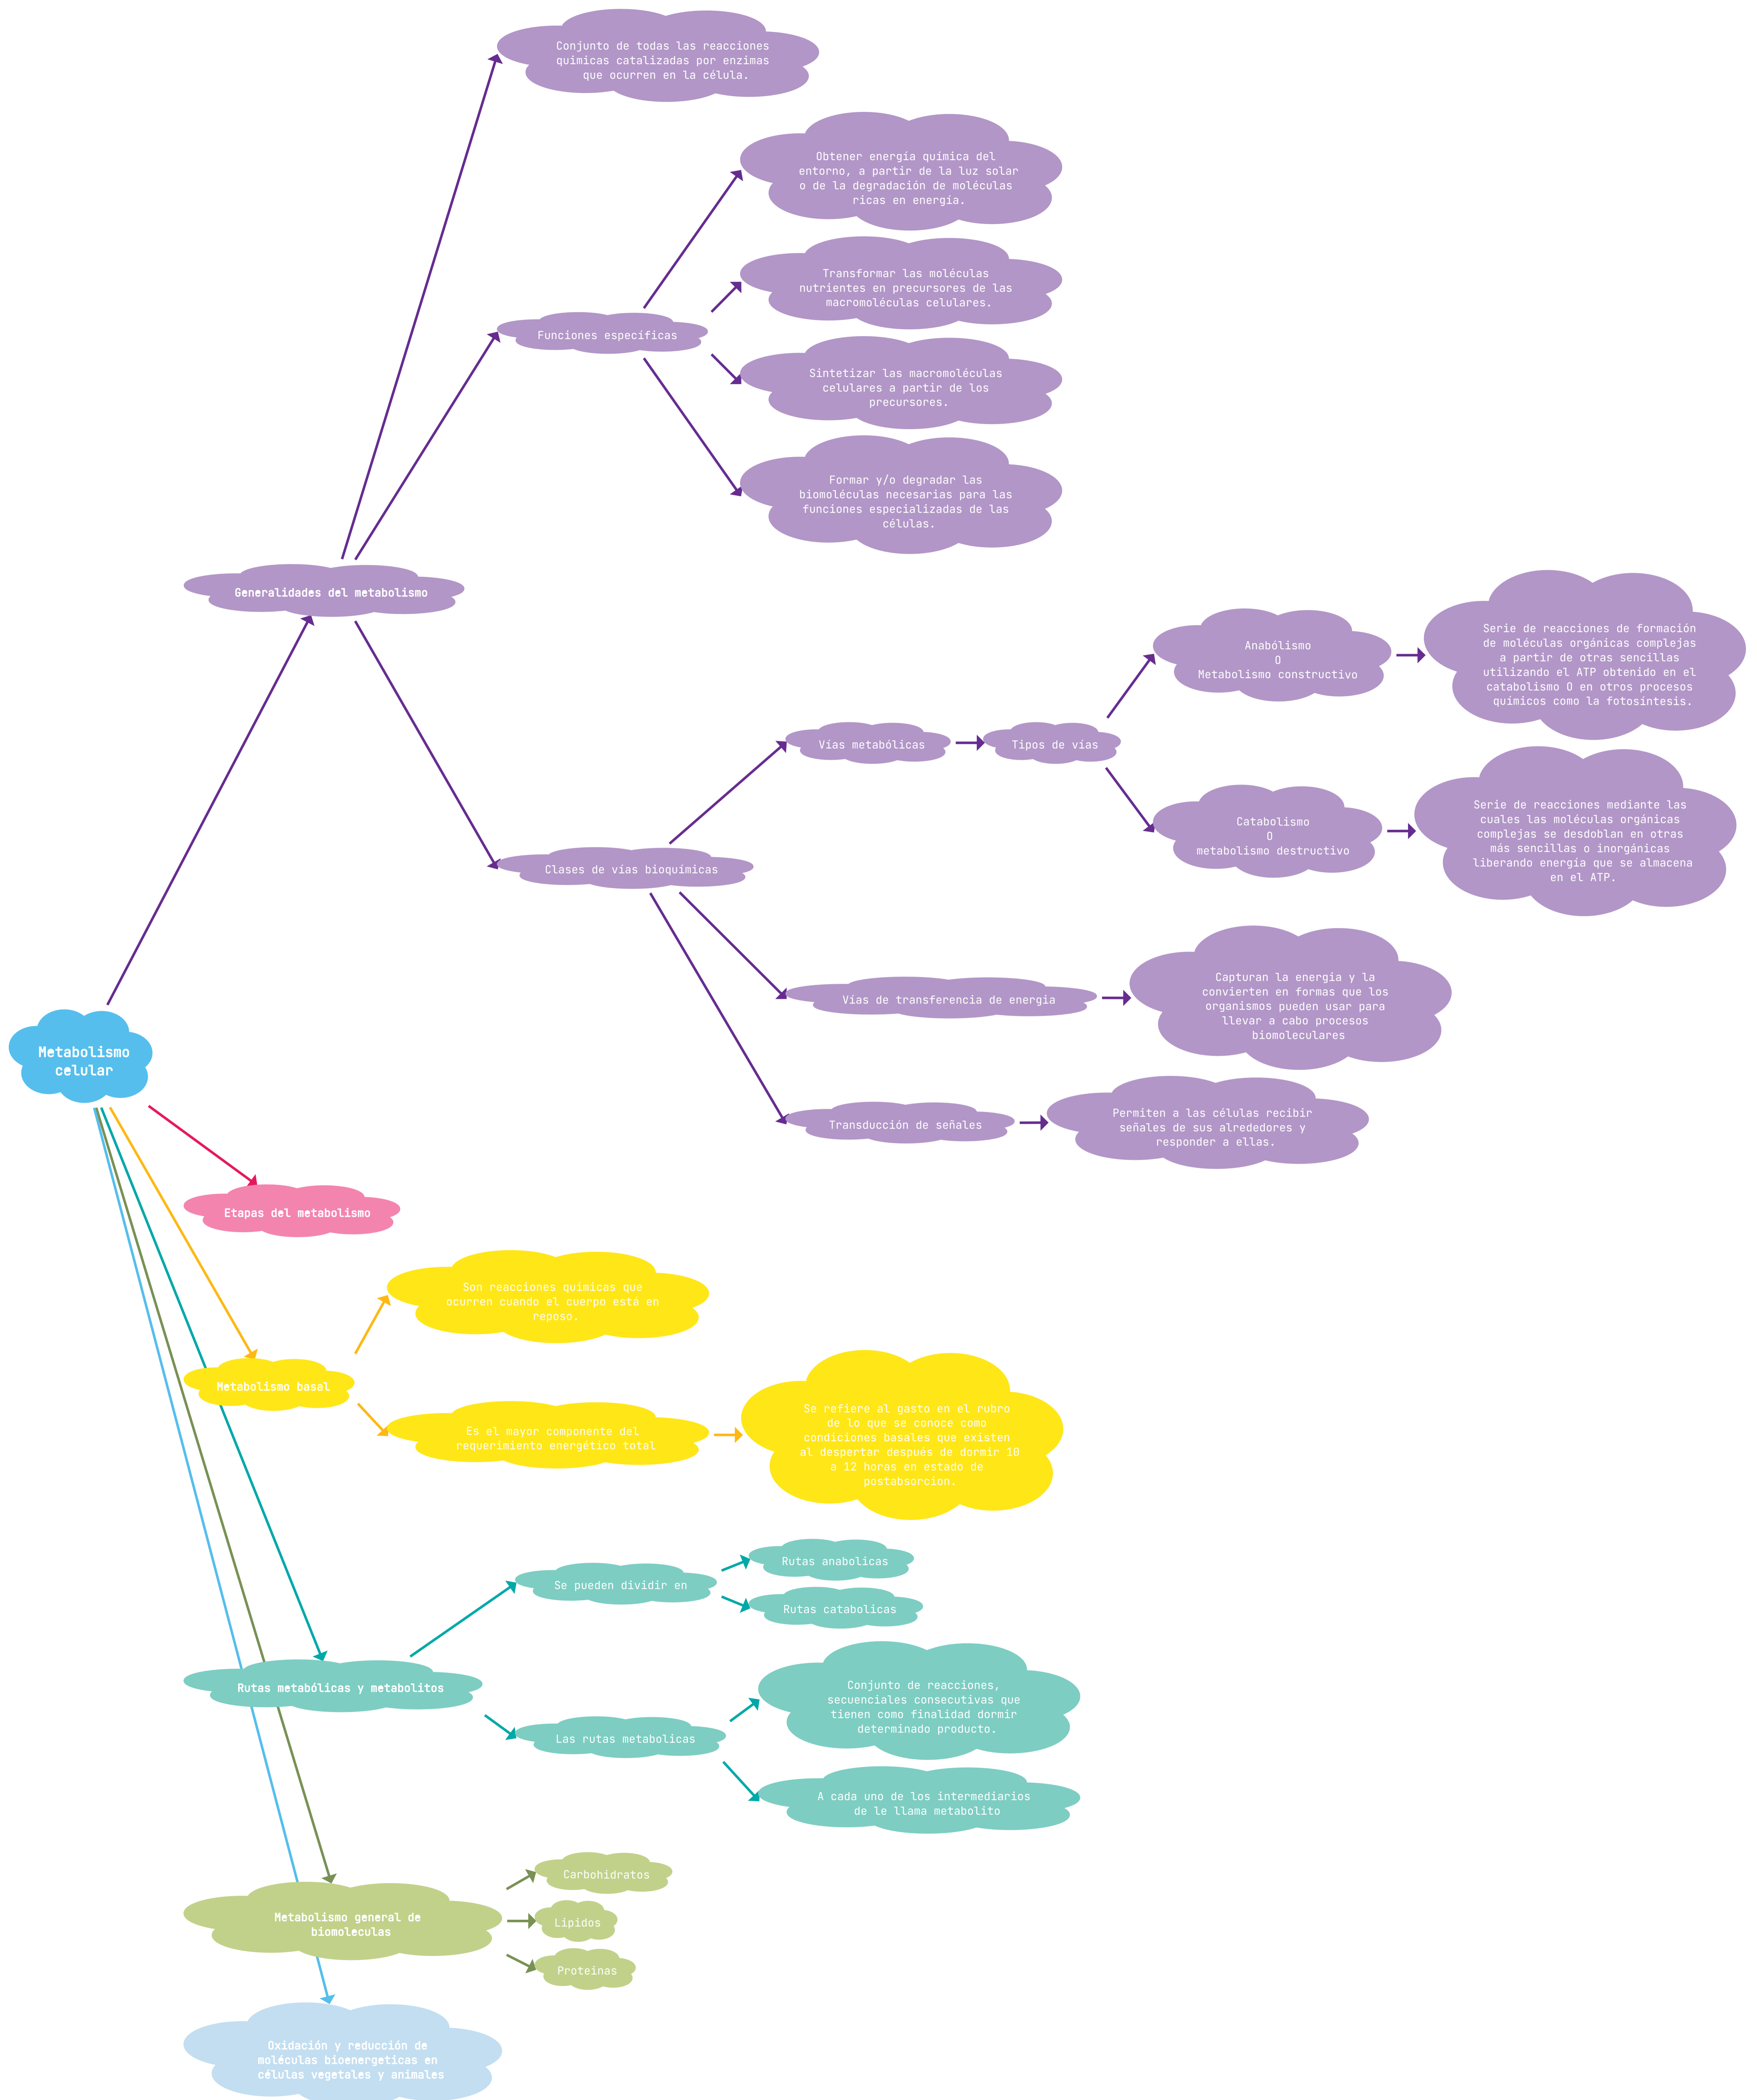 Conjunto de todas las reacciones
químicas catalizadas por enzimas
que ocurren en la célula.
Obtener energía química del
entorno, a partir de la luz solar
o de la degradación de moléculas
ricas en energía.
Transformar las moléculas
nutrientes en precursores de las
macromoléculas celulares.
Funciones específicas
Sintetizar las macromoléculas
celulares a partir de los
precursores.
Formar y/o degradar las
biomoléculas necesarias para las
funciones especializadas de las
células.
Generalidades del metabolismo
Anabólismo
O
Metabolismo constructivo
Serie de reacciones de formación
de moléculas orgánicas complejas
a partir de otras sencillas
utilizando el ATP obtenido en el
catabolismo O en otros procesos
químicos como la fotosíntesis.
Vías metabólicas
Tipos de vías
Catabolismo
O
metabolismo destructivo
Serie de reacciones mediante las
cuales las moléculas orgánicas
complejas se desdoblan en otras
más sencillas o inorgánicas
liberando energía que se almacena
en el ATP.
Clases de vías bioquímicas
Vías de transferencia de energia
Capturan la energia y la
convierten en formas que los
organismos pueden usar para
llevar a cabo procesos
biomoleculares
Metabolismo
celular
Transducción de señales
Permiten a las células recibir
señales de sus alrededores y
responder a ellas.
Etapas del metabolismo
Son reacciones quimicas que
ocurren cuando el cuerpo está en
reposo.
Metabolismo basal
Es el mayor componente del
requerimiento energético total
Se refiere al gasto en el rubro
de lo que se conoce como
condiciones basales que existen
al despertar después de dormir 10
a 12 horas en estado de
postabsorcion.
Rutas anabolicas
Se pueden dividir en
Rutas catabolicas
Rutas metabólicas y metabolitos
Conjunto de reacciones,
secuenciales consecutivas que
tienen como finalidad dormir
determinado producto.
Las rutas metabolicas
A cada uno de los intermediarios
de le llama metabolito
Carbohidratos
Metabolismo general de
biomoleculas
Lipidos
Proteinas
Oxidación y reducción de
moléculas bioenergeticas en
células vegetales y animales